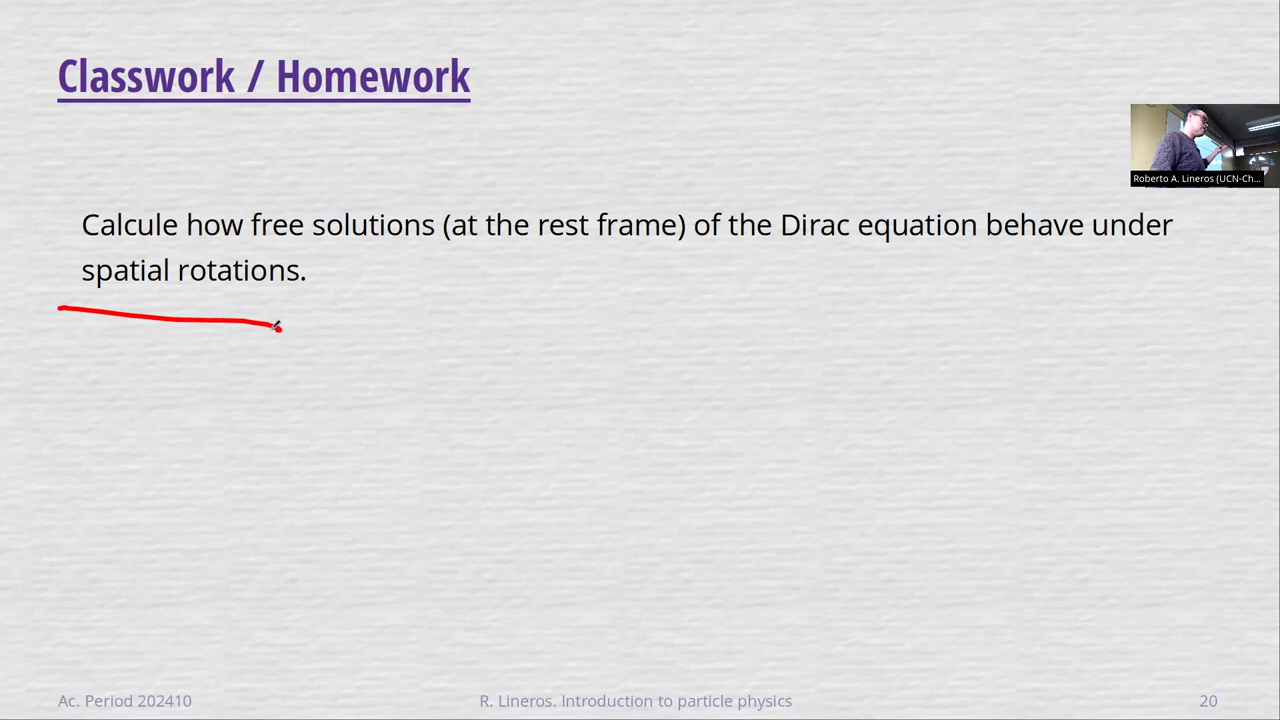 Classwork / Homework
Roberto A. Lineros (UCN-Ch...
Calcule how free solutions (at the rest frame) of the Dirac equation behave under
spatial rotations.
Ac. Period 202410
R. Lineros. Introduction to particle physics
20